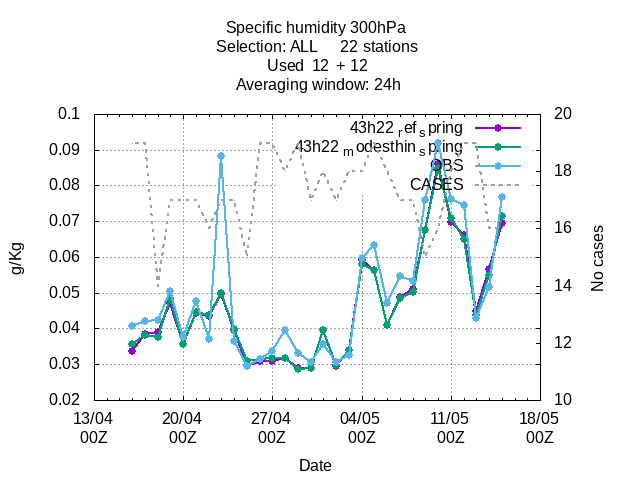 Specific humidity 300hPa
Selection: ALL 22 stations
Used 12 + 12
Averaging window: 24h
0.1
0.09
0.08
0.07
0.06
0.05
0.04
0.03
0.02
g/Kg
20
18
16
14
12
10
No cases
43h22_ref_spring
43h22_modesthin_spring
OBS
CASES
13/04 20/04 27/04 04/05 11/05 18/05
00Z 00Z 00Z 00Z 00Z 00Z
Date